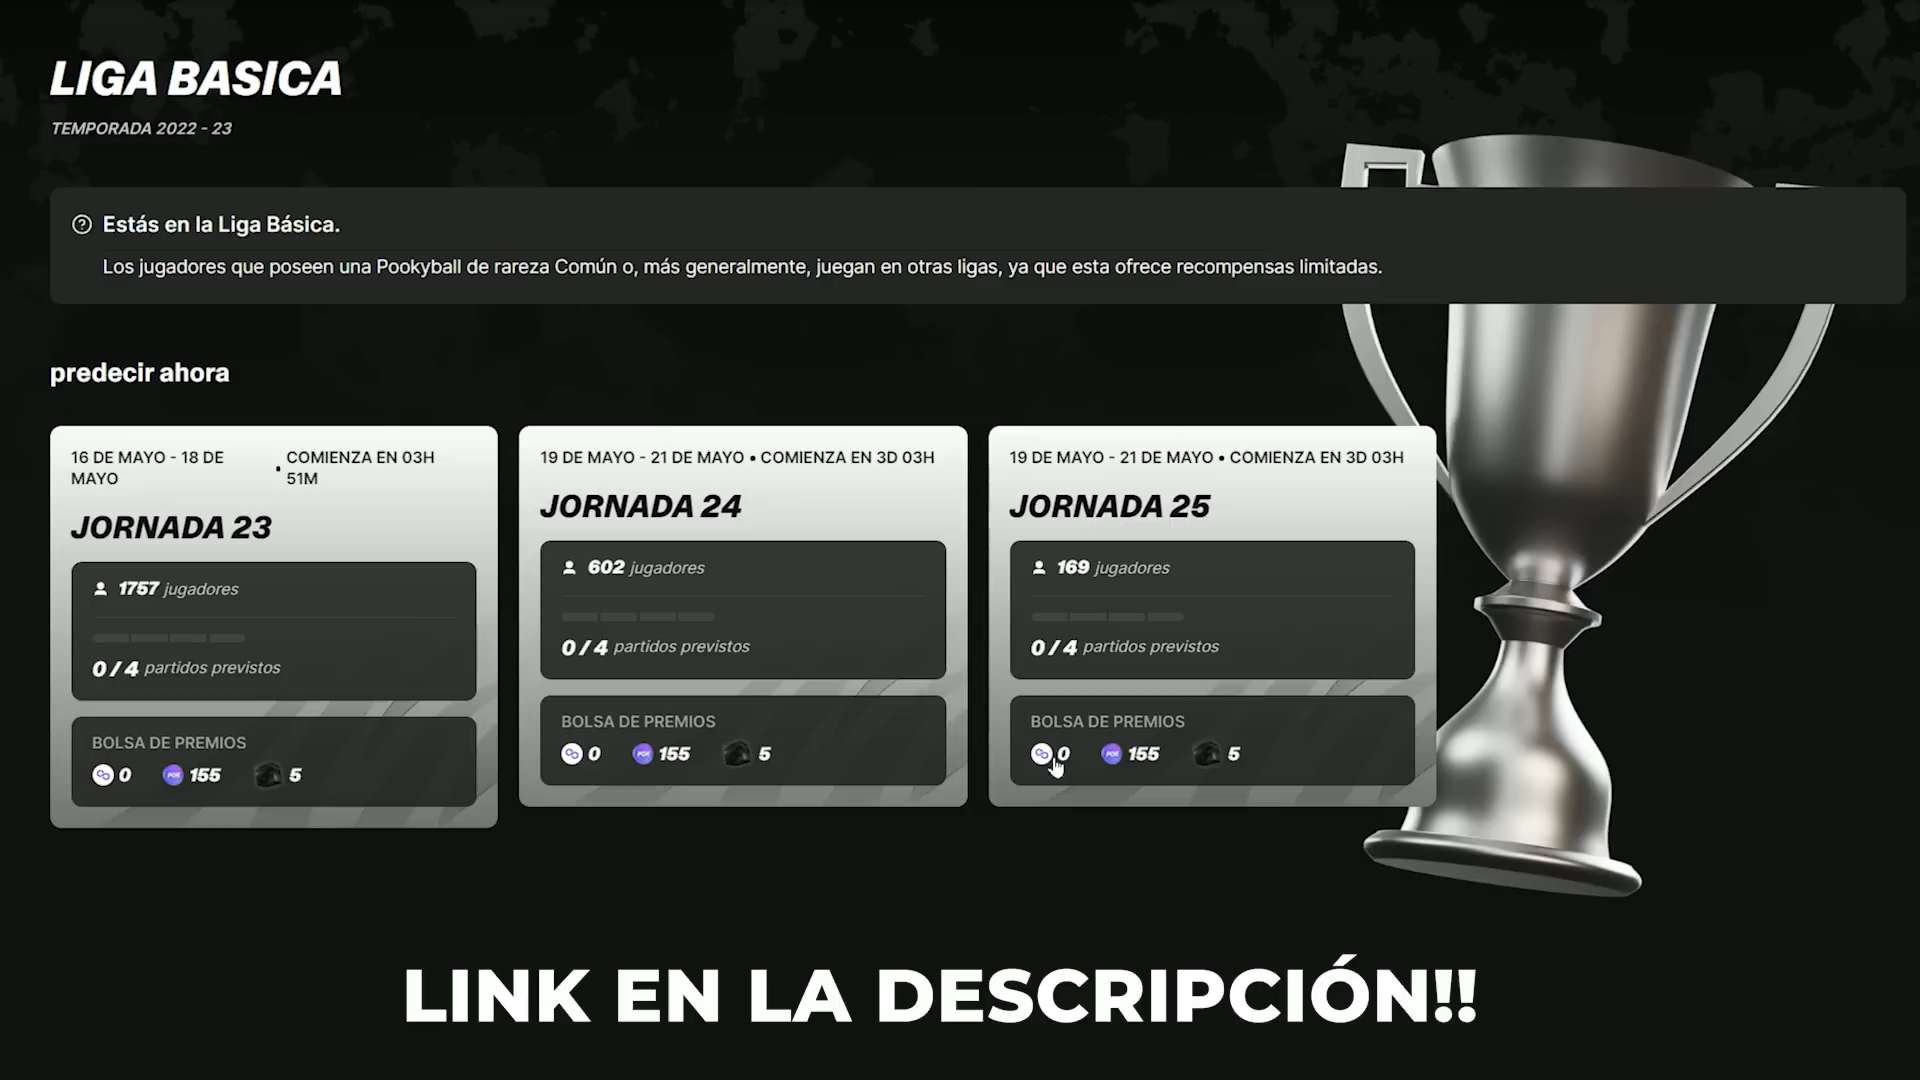 LIGA BASICA
TEMPORADA 2022 - 23
Estás en la Liga Básica.
Los jugadores que poseen una Pookyball de rareza Común o, más generalmente, juegan en otras ligas, ya que esta ofrece recompensas limitadas.
predecir ahora
16 DE MAYO - 18 DE MAYO • COMIENZA EN 03H 51M
JORNADA 23
1757 jugadores
0 / 4 partidos previstos
BOLSA DE PREMIOS
0 POK 155 5
19 DE MAYO - 21 DE MAYO • COMIENZA EN 3D 03H
JORNADA 24
602 jugadores
0 / 4 partidos previstos
BOLSA DE PREMIOS
0 POK 155 5
19 DE MAYO - 21 DE MAYO • COMIENZA EN 3D 03H
JORNADA 25
169 jugadores
0 / 4 partidos previstos
BOLSA DE PREMIOS
0 POK 155 5
LINK EN LA DESCRIPCIÓN!!